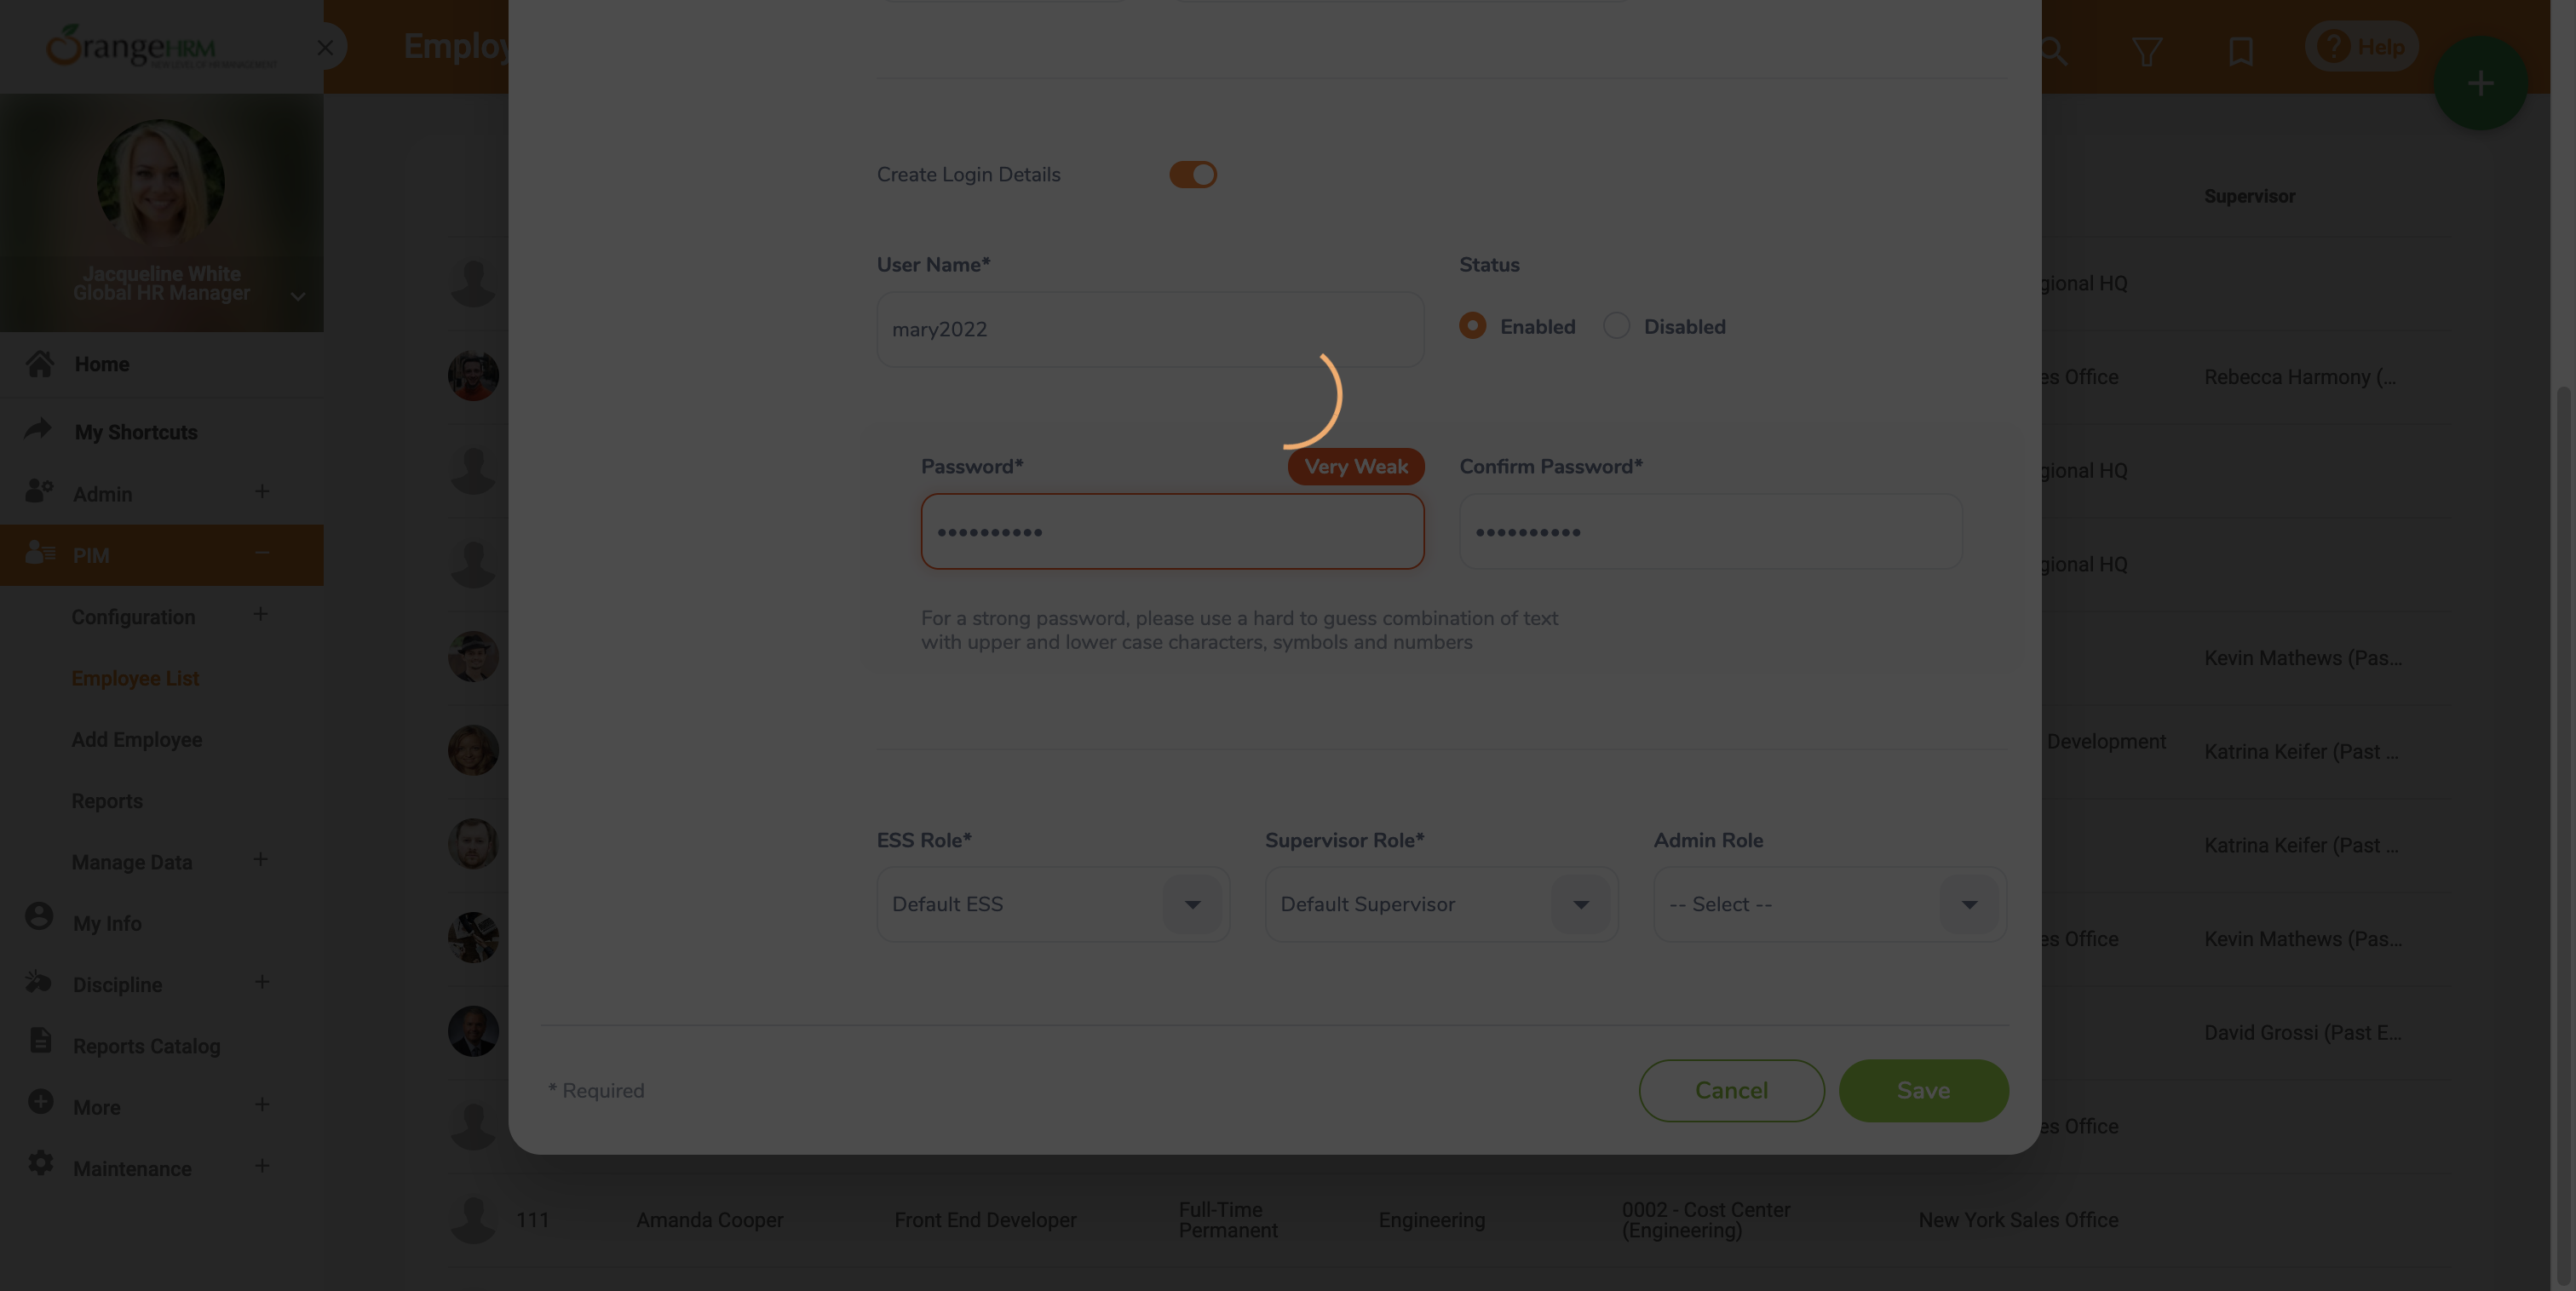 OrangeHRM
NEW LEVEL OF HR MANAGEMENT
Employ
Help
Jacqueline White
Global HR Manager
Home
My Shortcuts
Admin
PIM
Configuration
Employee List
Add Employee
Reports
Manage Data
My Info
Discipline
Reports Catalog
More
Maintenance
Create Login Details
User Name*
Status
mary2022
Enabled
Disabled
Password*
Very Weak
Confirm Password*
For a strong password, please use a hard to guess combination of text
with upper and lower case characters, symbols and numbers
ESS Role*
Supervisor Role*
Admin Role
Default ESS
Default Supervisor
-- Select --
* Required
Cancel
Save
Supervisor
gional HQ
es Office
Rebecca Harmony (...
gional HQ
gional HQ
Kevin Mathews (Pas...
Development
Katrina Keifer (Past ...
Katrina Keifer (Past ...
es Office
Kevin Mathews (Pas...
David Grossi (Past E...
es Office
111
Amanda Cooper
Front End Developer
Full-Time
Permanent
Engineering
0002 - Cost Center
(Engineering)
New York Sales Office